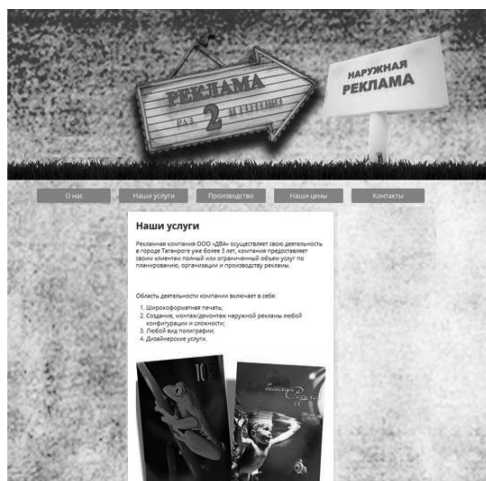 РЕКЛАМА
2
НАРУЖНАЯ
РЕКЛАМА
О нас
Наши услуги
Производство
Наши цены
Контакты
Наши услуги
Рекламная компания ООО «ДВА» осуществляет свою деятельность
в городе Таганроге уже более 5 лет, компания предоставляет
своим клиентам полный или ограниченный объем услуг по
планированию, организации и производству рекламы.
Область деятельности компании включает в себя:
1. Широкоформатная печать;
2. Создание, монтаж/демонтаж наружной рекламы любой
конфигурации и сложности;
3. Любой вид полиграфии;
4. Дизайнерские услуги.